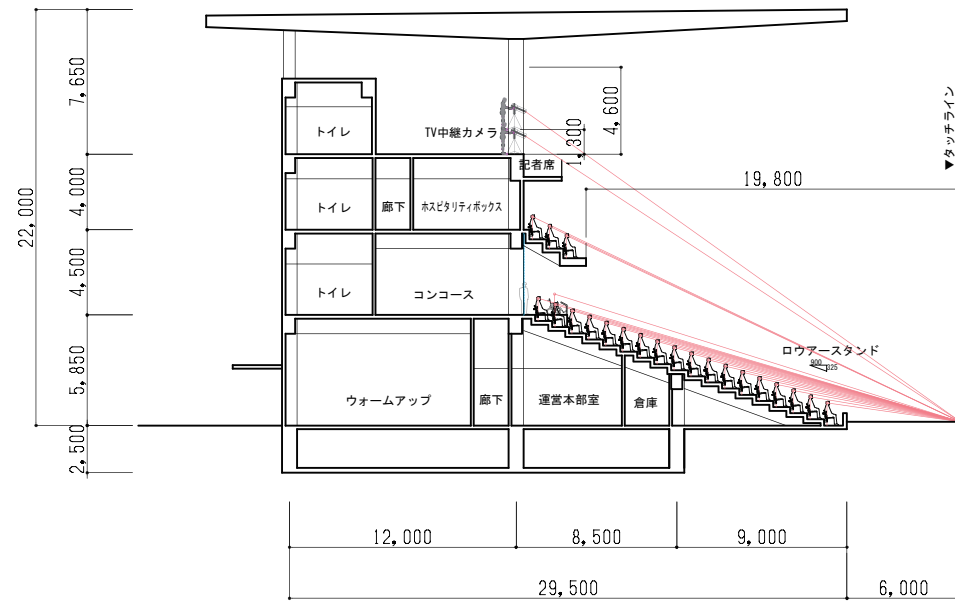 22,000
7,650
4,000
4,500
5,850
2,500
4,600
1,300
TV中継カメラ
記者席
▼タッチライン
19,800
トイレ
トイレ
廊下
ホスピタリティボックス
トイレ
コンコース
ロウアースタンド
900
325
ウォームアップ
廊下
運営本部室
倉庫
12,000
8,500
9,000
29,500
6,000